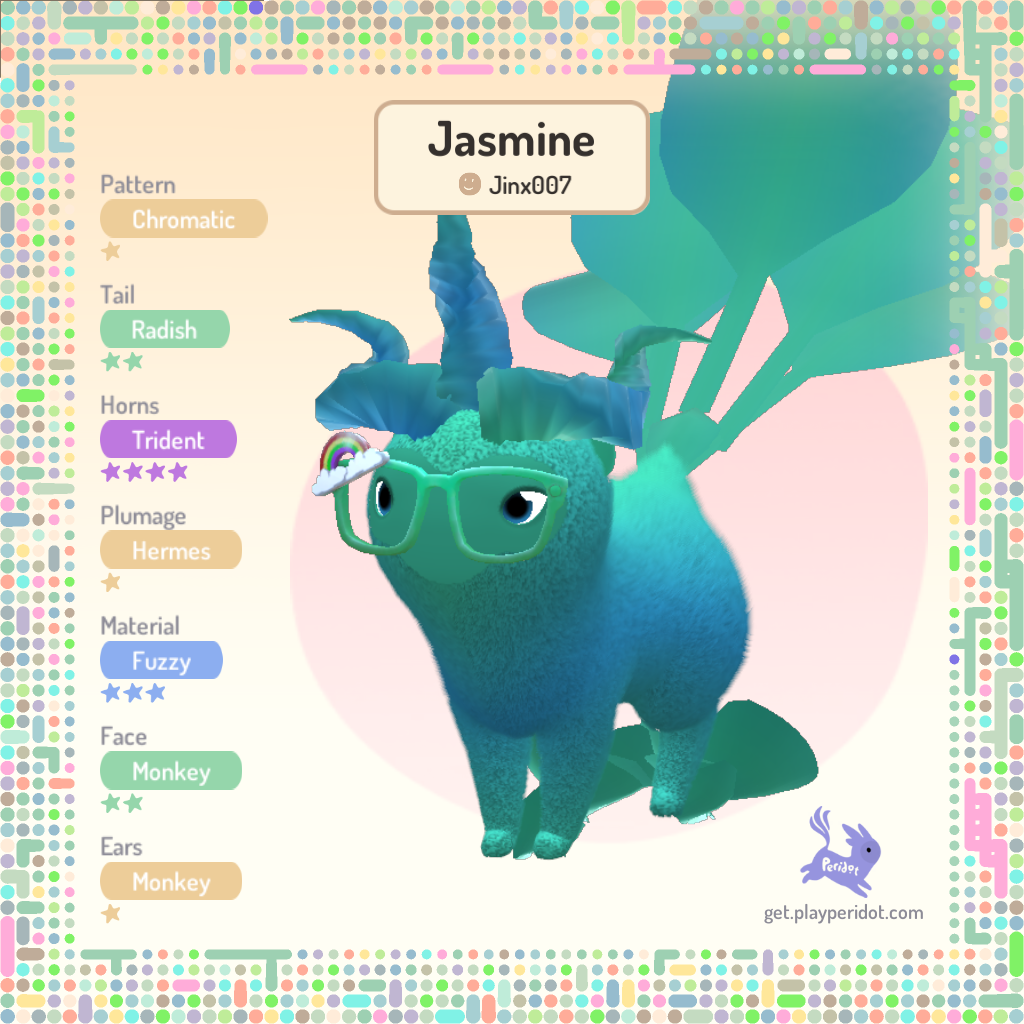 Jasmine
Jinx007
Pattern
Chromatic
Tail
Radish
Horns
Trident
Plumage
Hermes
Material
Fuzzy
Face
Monkey
Ears
Monkey
Peridot
get.playperidot.com